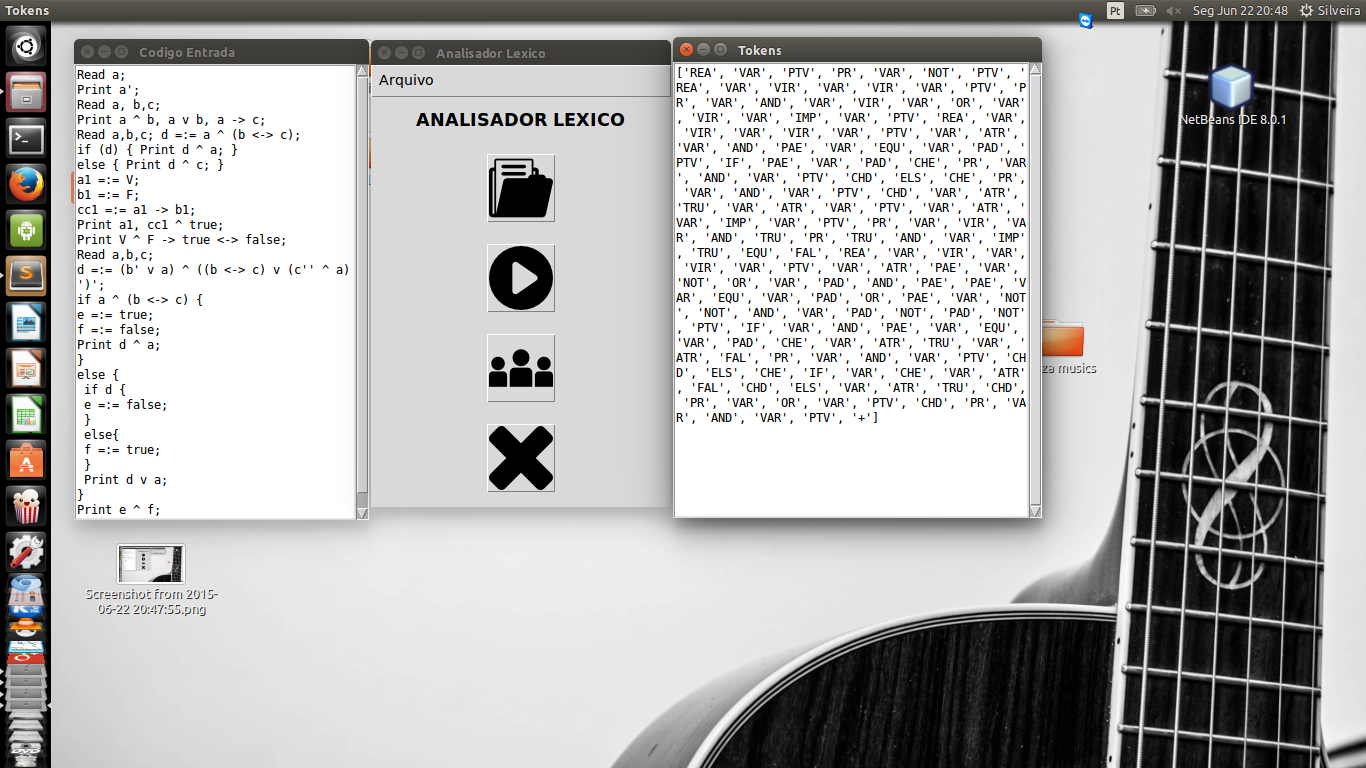 Tokens
Pt
Seg Jun 22 20:48
Silveira
Codigo Entrada
Read a;
Print a';
Read a, b,c;
Print a ^ b, a v b, a -> c;
Read a,b,c; d =:= a ^ (b <-> c);
if (d) { Print d ^ a; }
else { Print d ^ c; }
a1 =:= V;
b1 =:= F;
cc1 =:= a1 -> b1;
Print a1, cc1 ^ true;
Print V ^ F -> true <-> false;
Read a,b,c;
d =:= (b' v a) ^ ((b <-> c) v (c'' ^ a)
')';
if a ^ (b <-> c) {
e =:= true;
f =:= false;
Print d ^ a;
}
else {
if d {
e =:= false;
}
else{
f =:= true;
}
Print d v a;
}
Print e ^ f;
Analisador Lexico
Arquivo
ANALISADOR LEXICO
Tokens
['REA', 'VAR', 'PTV', 'PR', 'VAR', 'NOT', 'PTV', '
REA', 'VAR', 'VIR', 'VAR', 'VIR', 'VAR', 'PTV', 'P
R', 'VAR', 'AND', 'VAR', 'VIR', 'VAR', 'OR', 'VAR'
, 'VIR', 'VAR', 'IMP', 'VAR', 'PTV', 'REA', 'VAR',
'VIR', 'VAR', 'VIR', 'VAR', 'PTV', 'VAR', 'ATR',
'VAR', 'AND', 'PAE', 'VAR', 'EQU', 'VAR', 'PAD', '
PTV', 'IF', 'PAE', 'VAR', 'PAD', 'CHE', 'PR', 'VAR
', 'AND', 'VAR', 'PTV', 'CHD', 'ELS', 'CHE', 'PR',
'VAR', 'AND', 'VAR', 'PTV', 'CHD', 'VAR', 'ATR',
'TRU', 'VAR', 'ATR', 'VAR', 'PTV', 'VAR', 'ATR', '
VAR', 'IMP', 'VAR', 'PTV', 'PR', 'VAR', 'VIR', 'VA
R', 'AND', 'TRU', 'PR', 'TRU', 'AND', 'VAR', 'IMP'
, 'TRU', 'EQU', 'FAL', 'REA', 'VAR', 'VIR', 'VAR',
'VIR', 'VAR', 'PTV', 'VAR', 'ATR', 'PAE', 'VAR',
'NOT', 'OR', 'VAR', 'PAD', 'AND', 'PAE', 'PAE', 'V
AR', 'EQU', 'VAR', 'PAD', 'OR', 'PAE', 'VAR', 'NOT
', 'NOT', 'AND', 'VAR', 'PAD', 'NOT', 'PAD', 'NOT'
, 'PTV', 'IF', 'VAR', 'AND', 'PAE', 'VAR', 'EQU',
'VAR', 'PAD', 'CHE', 'VAR', 'ATR', 'TRU', 'VAR', '
ATR', 'FAL', 'PR', 'VAR', 'AND', 'VAR', 'PTV', 'CH
D', 'ELS', 'CHE', 'IF', 'VAR', 'CHE', 'VAR', 'ATR'
, 'FAL', 'CHD', 'ELS', 'VAR', 'ATR', 'TRU', 'CHD',
'PR', 'VAR', 'OR', 'VAR', 'PTV', 'CHD', 'PR', 'VA
R', 'AND', 'VAR', 'PTV', '+']
NetBeans IDE 8.0.1
za musics
Screenshot from 2015-
06-22 20:47:55.png